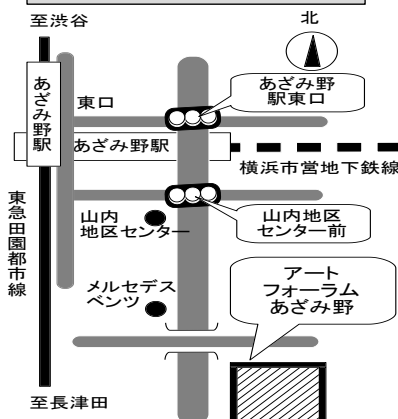 至渋谷
北
あざみ野駅
東口
あざみ野
駅東口
あざみ野駅
横浜市営地下鉄線
東急田園都市線
山内
地区センター
山内地区
センター前
メルセデス
ベンツ
アート
フォーラム
あざみ野
至長津田